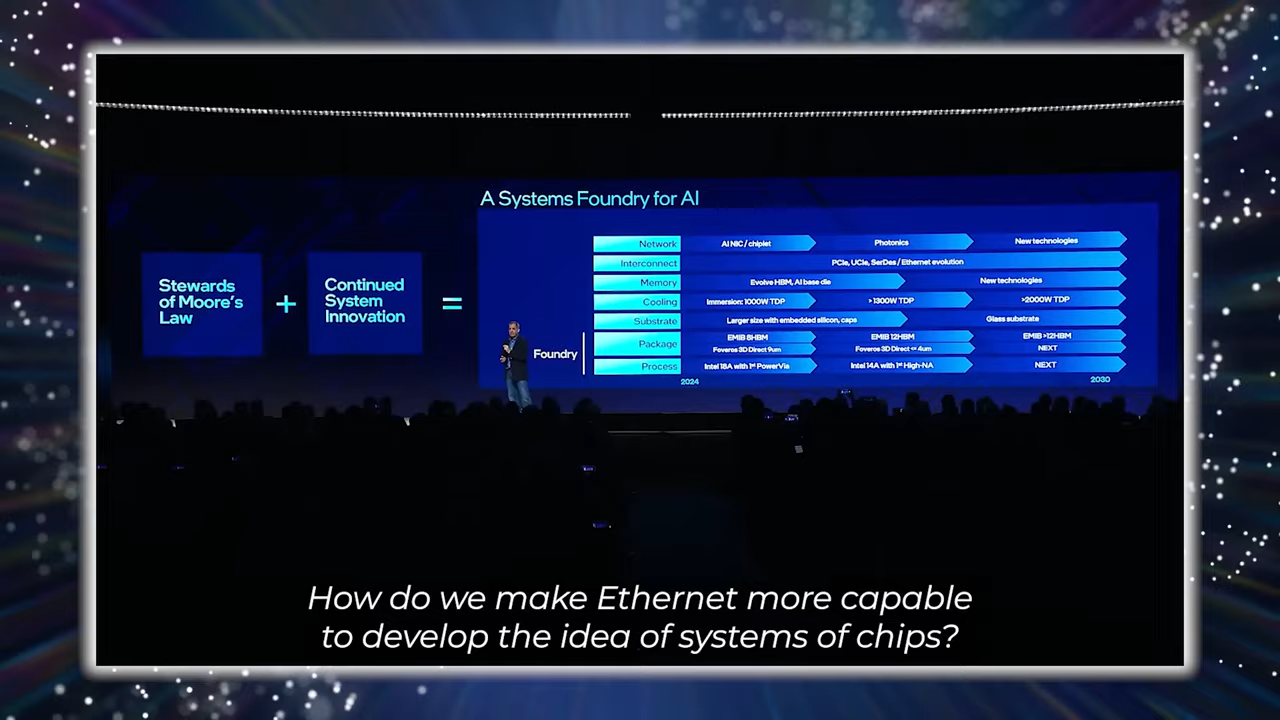 A Systems Foundry for AI
Stewards
of Moore's
Law
+
Continued
System
Innovation
=
Foundry
Network
AI NIC / chiplet
Photonics
New technologies
Interconnect
PCIe, UCIe, SerDes / Ethernet evolution
Memory
Evolve HBM, AI base die
New technologies
Cooling
Immersion: 1000W TDP
>1300W TDP
>2000W TDP
Substrate
Larger size with embedded silicon, caps
Glass substrate
Package
EMIB 8HBM
EMIB 12HBM
EMIB >12HBM
Foveros 3D Direct 9um
Foveros 3D Direct <= 4um
NEXT
Process
Intel 18A with 1st PowerVia
Intel 14A with 1st High-NA
NEXT
2024
2030
How do we make Ethernet more capable
to develop the idea of systems of chips?